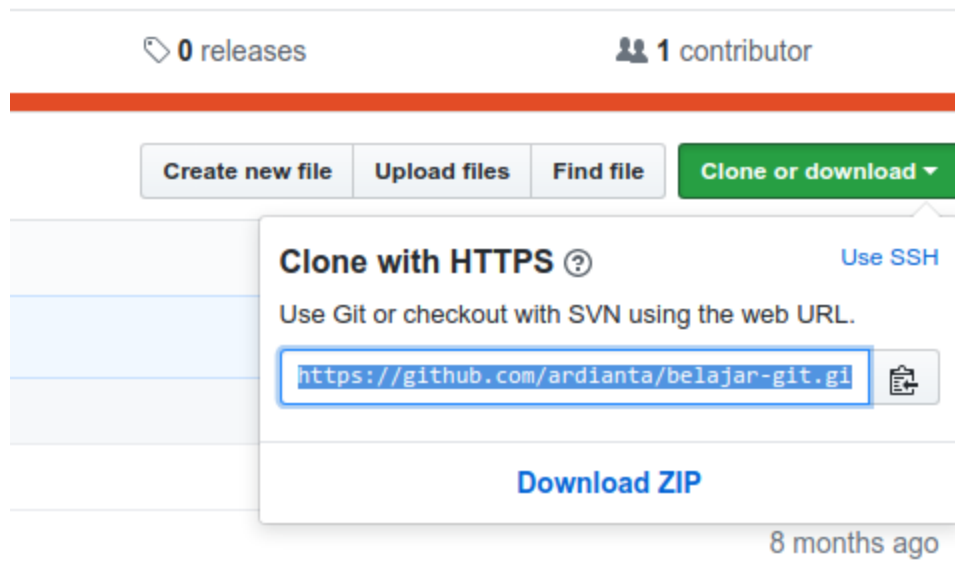 0 releases 1 contributor
Create new file Upload files Find file Clone or download
Clone with HTTPS Use SSH
Use Git or checkout with SVN using the web URL.
https://github.com/ardianta/belajar-git.gi
Download ZIP
8 months ago